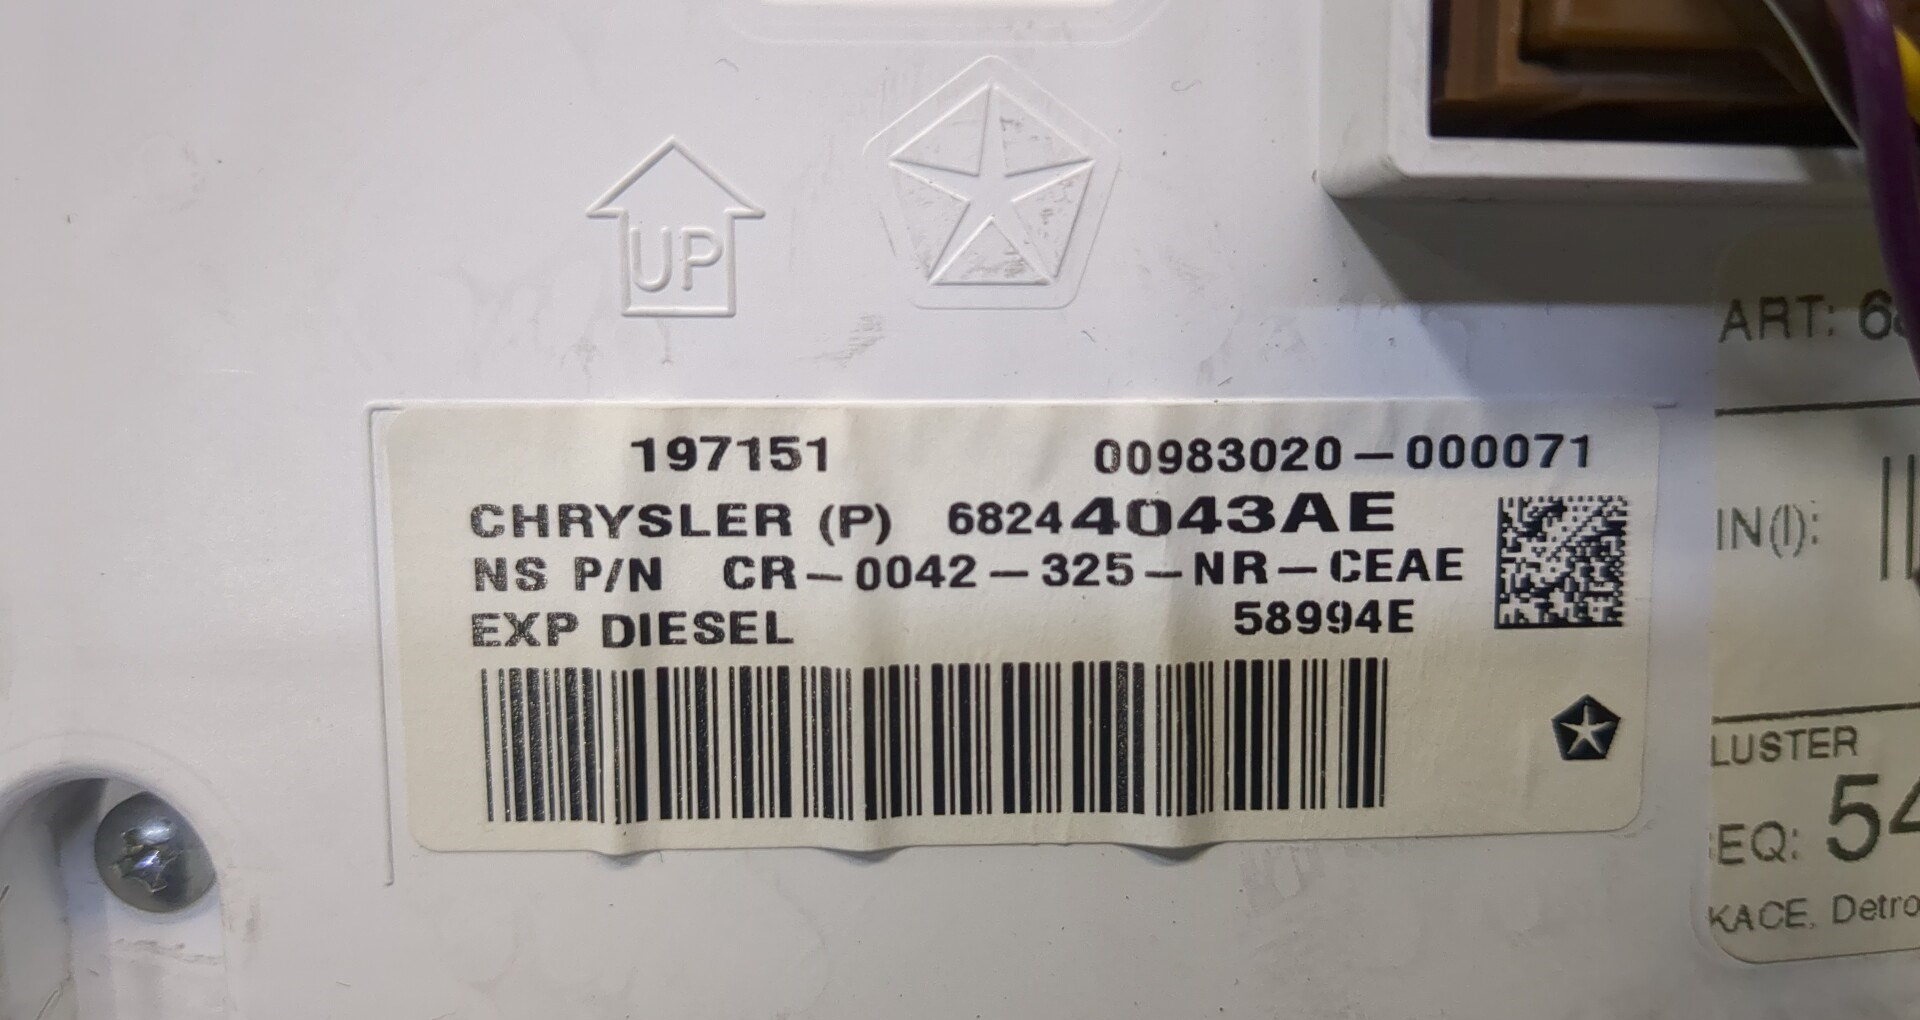 UP
197151 00983020-000071
CHRYSLER (P) 68244043AE
NS P/N CR-0042-325-NR-CEAE
EXP DIESEL 58994E
ART: 6
IN(I):
LUSTER
EQ: 54
KACE, Detro